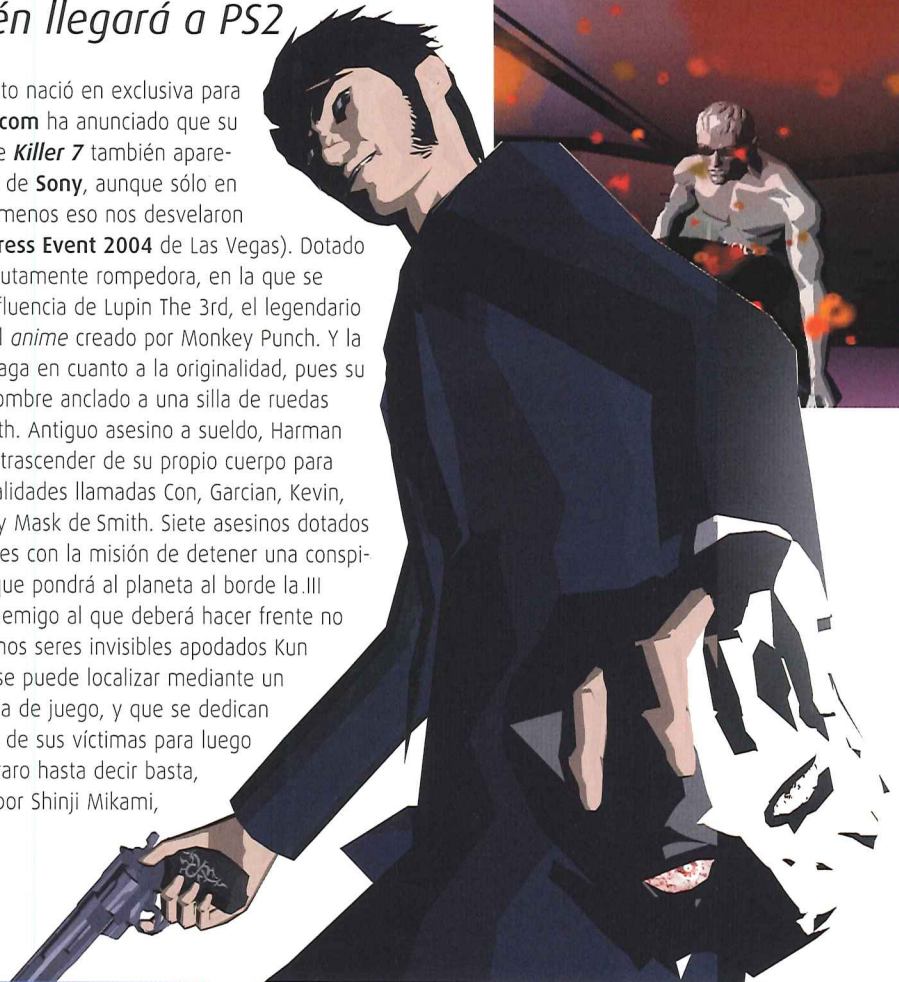 én llegará a PS2
to nació en exclusiva para
com ha anunciado que su
e Killer 7 también apare-
de Sony, aunque sólo en
menos eso nos desvelaron
ress Event 2004 de Las Vegas). Dotado
utamente rompedora, en la que se
fluencia de Lupin The 3rd, el legendario
l anime creado por Monkey Punch. Y la
aga en cuanto a la originalidad, pues su
ombre anclado a una silla de ruedas
th. Antiguo asesino a sueldo, Harman
trascender de su propio cuerpo para
alidades llamadas Con, Garcian, Kevin,
y Mask de Smith. Siete asesinos dotados
es con la misión de detener una conspi-
que pondrá al planeta al borde la.III
emigo al que deberá hacer frente no
nos seres invisibles apodados Kun
se puede localizar mediante un
a de juego, y que se dedican
de sus víctimas para luego
raro hasta decir basta,
por Shinji Mikami,